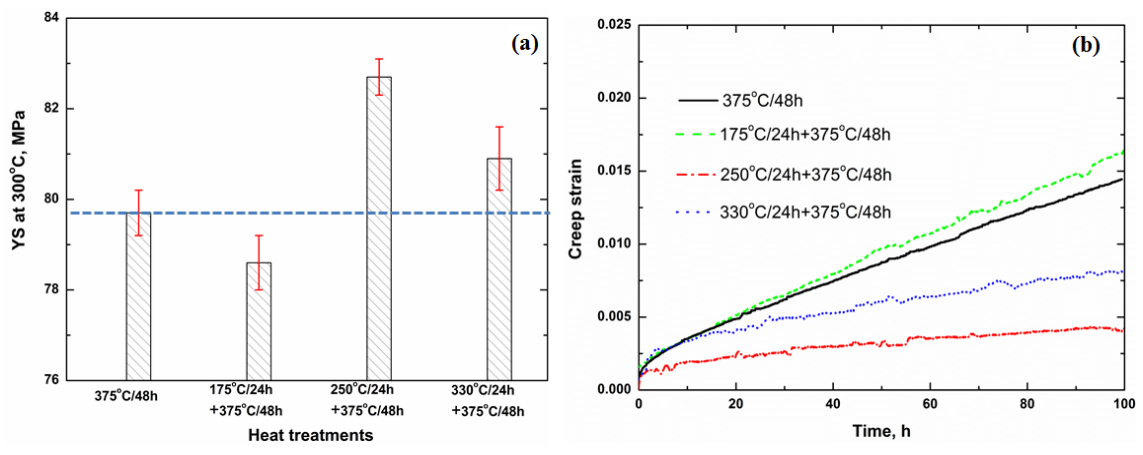 (a)
YS at 300°C, MPa
84
82
80
78
76
375°C/48h
175°C/24h
+375°C/48h
250°C/24h
+375°C/48h
330°C/24h
+375°C/48h
Heat treatments
(b)
Creep strain
0.025
0.020
0.015
0.010
0.005
0.000
375°C/48h
175°C/24h+375°C/48h
250°C/24h+375°C/48h
330°C/24h+375°C/48h
0 20 40 60 80 100
Time, h